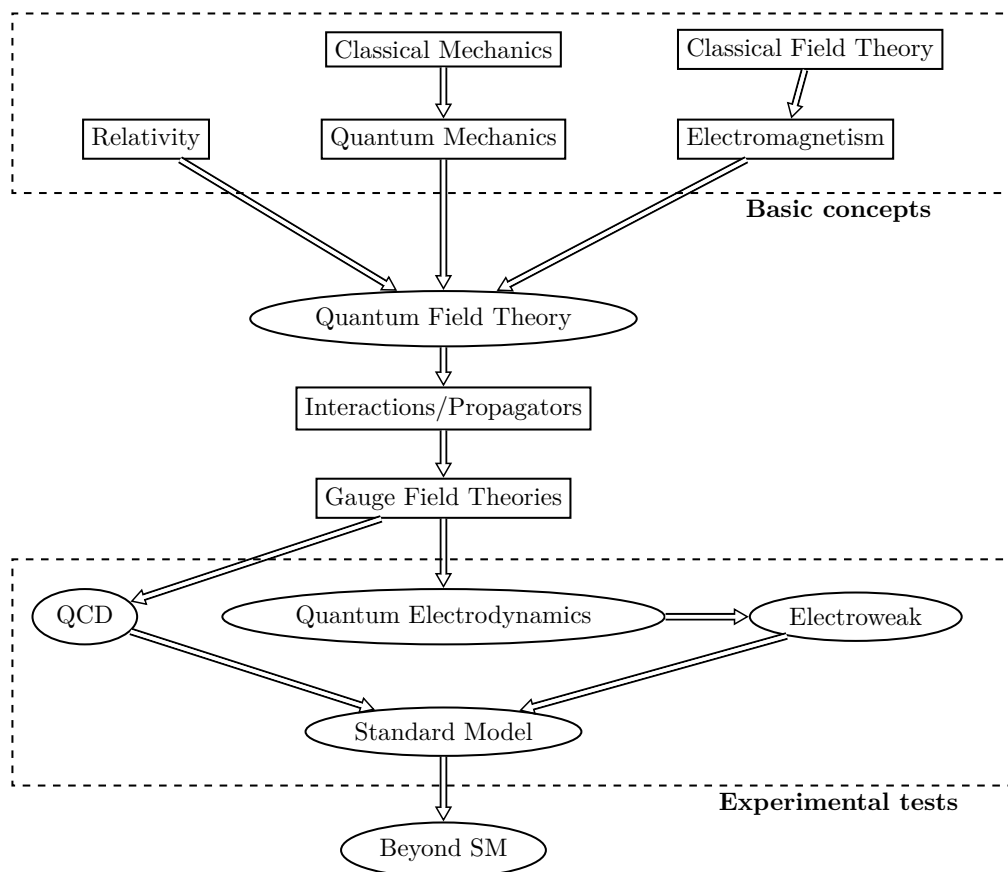 Classical Mechanics
Classical Field Theory
Relativity
Quantum Mechanics
Electromagnetism
Basic concepts
Quantum Field Theory
Interactions/Propagators
Gauge Field Theories
QCD
Quantum Electrodynamics
Electroweak
Standard Model
Experimental tests
Beyond SM